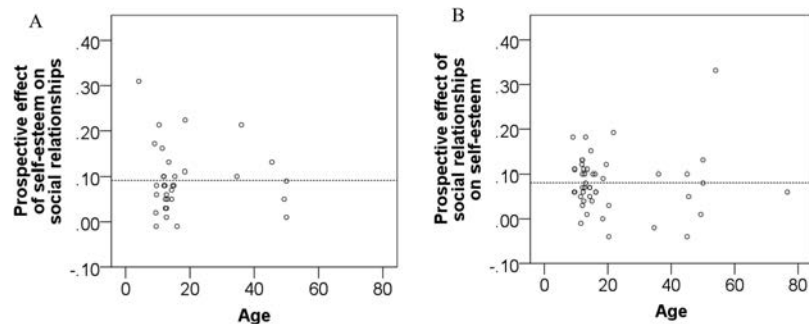 A
Prospective effect
of self-esteem on
social relationships
.40
.30
.20
.10
.00
-.10
0
20
40
60
80
Age
B
Prospective effect of
social relationships
on self-esteem
.40
.30
.20
.10
.00
-.10
0
20
40
60
80
Age